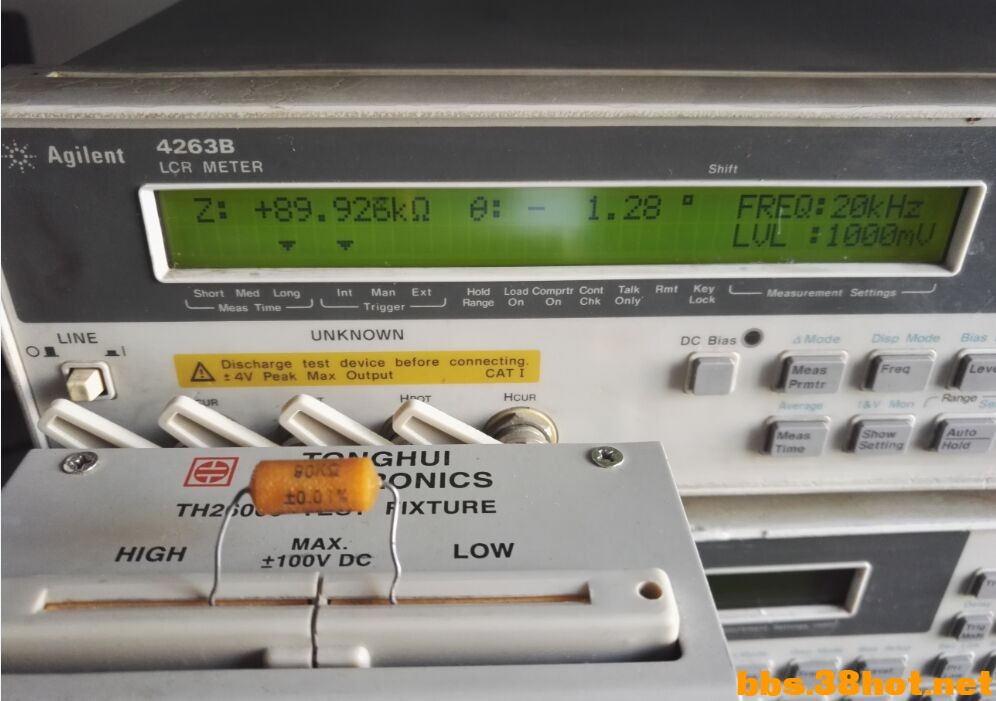 Agilent
4263B
LCR METER
Shift
Z: +89.926kΩ θ: - 1.28 ° FREQ:20kHz
LVL :1000mV
Short Med Long Int Man Ext Hold Range Load On Comprtr On Cont Chk Talk Only Rmt Key Lock
Meas Time Trigger Measurement Settings
LINE
UNKNOWN
Discharge test device before connecting.
±4V Peak Max Output CAT I
DC Bias
Δ Mode Disp Mode Bias
Meas Prmtr Freq
Average I&V Mon Range
Meas Time Show Setting Auto Hold
HPOT HCUR
TONGHUI
80KΩ
±0.01%
FIXTURE
HIGH MAX. LOW
±100V DC
bbs.38hot.net